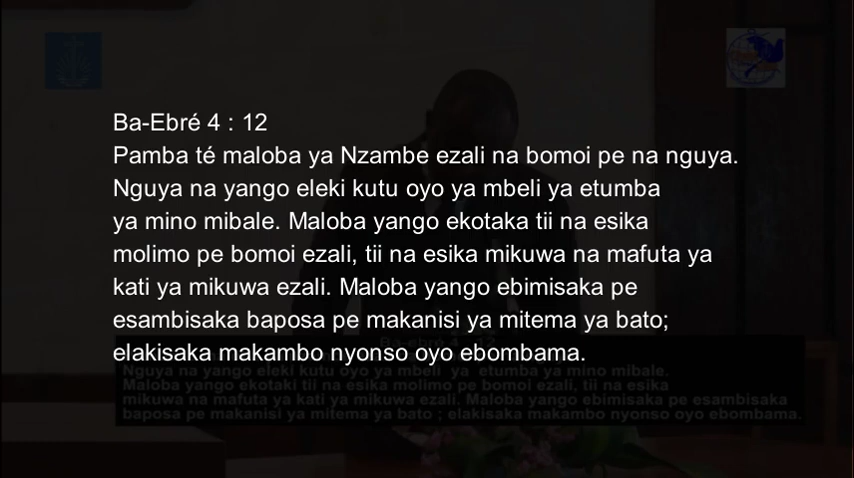 Ba-Ebré 4 : 12
Pamba té maloba ya Nzambe ezali na bomoi pe na nguya.
Nguya na yango eleki kutu oyo ya mbeli ya etumba
ya mino mibale. Maloba yango ekotaka tii na esika
molimo pe bomoi ezali, tii na esika mikuwa na mafuta ya
kati ya mikuwa ezali. Maloba yango ebimisaka pe
esambisaka baposa pe makanisi ya mitema ya bato;
elakisaka makambo nyonso oyo ebombama.
Ba-ebré 4 : 12
Nguya na yango eleki kutu oyo ya mbeli ya etumba ya mino mibale.
Maloba yango ekotaki tii na esika molimo pe bomoi ezali, tii na esika
mikuwa na mafuta ya kati ya mikuwa ezali. Maloba yango ebimisaka pe esambisaka
baposa pe makanisi ya mitema ya bato ; elakisaka makambo nyonso oyo ebombama.